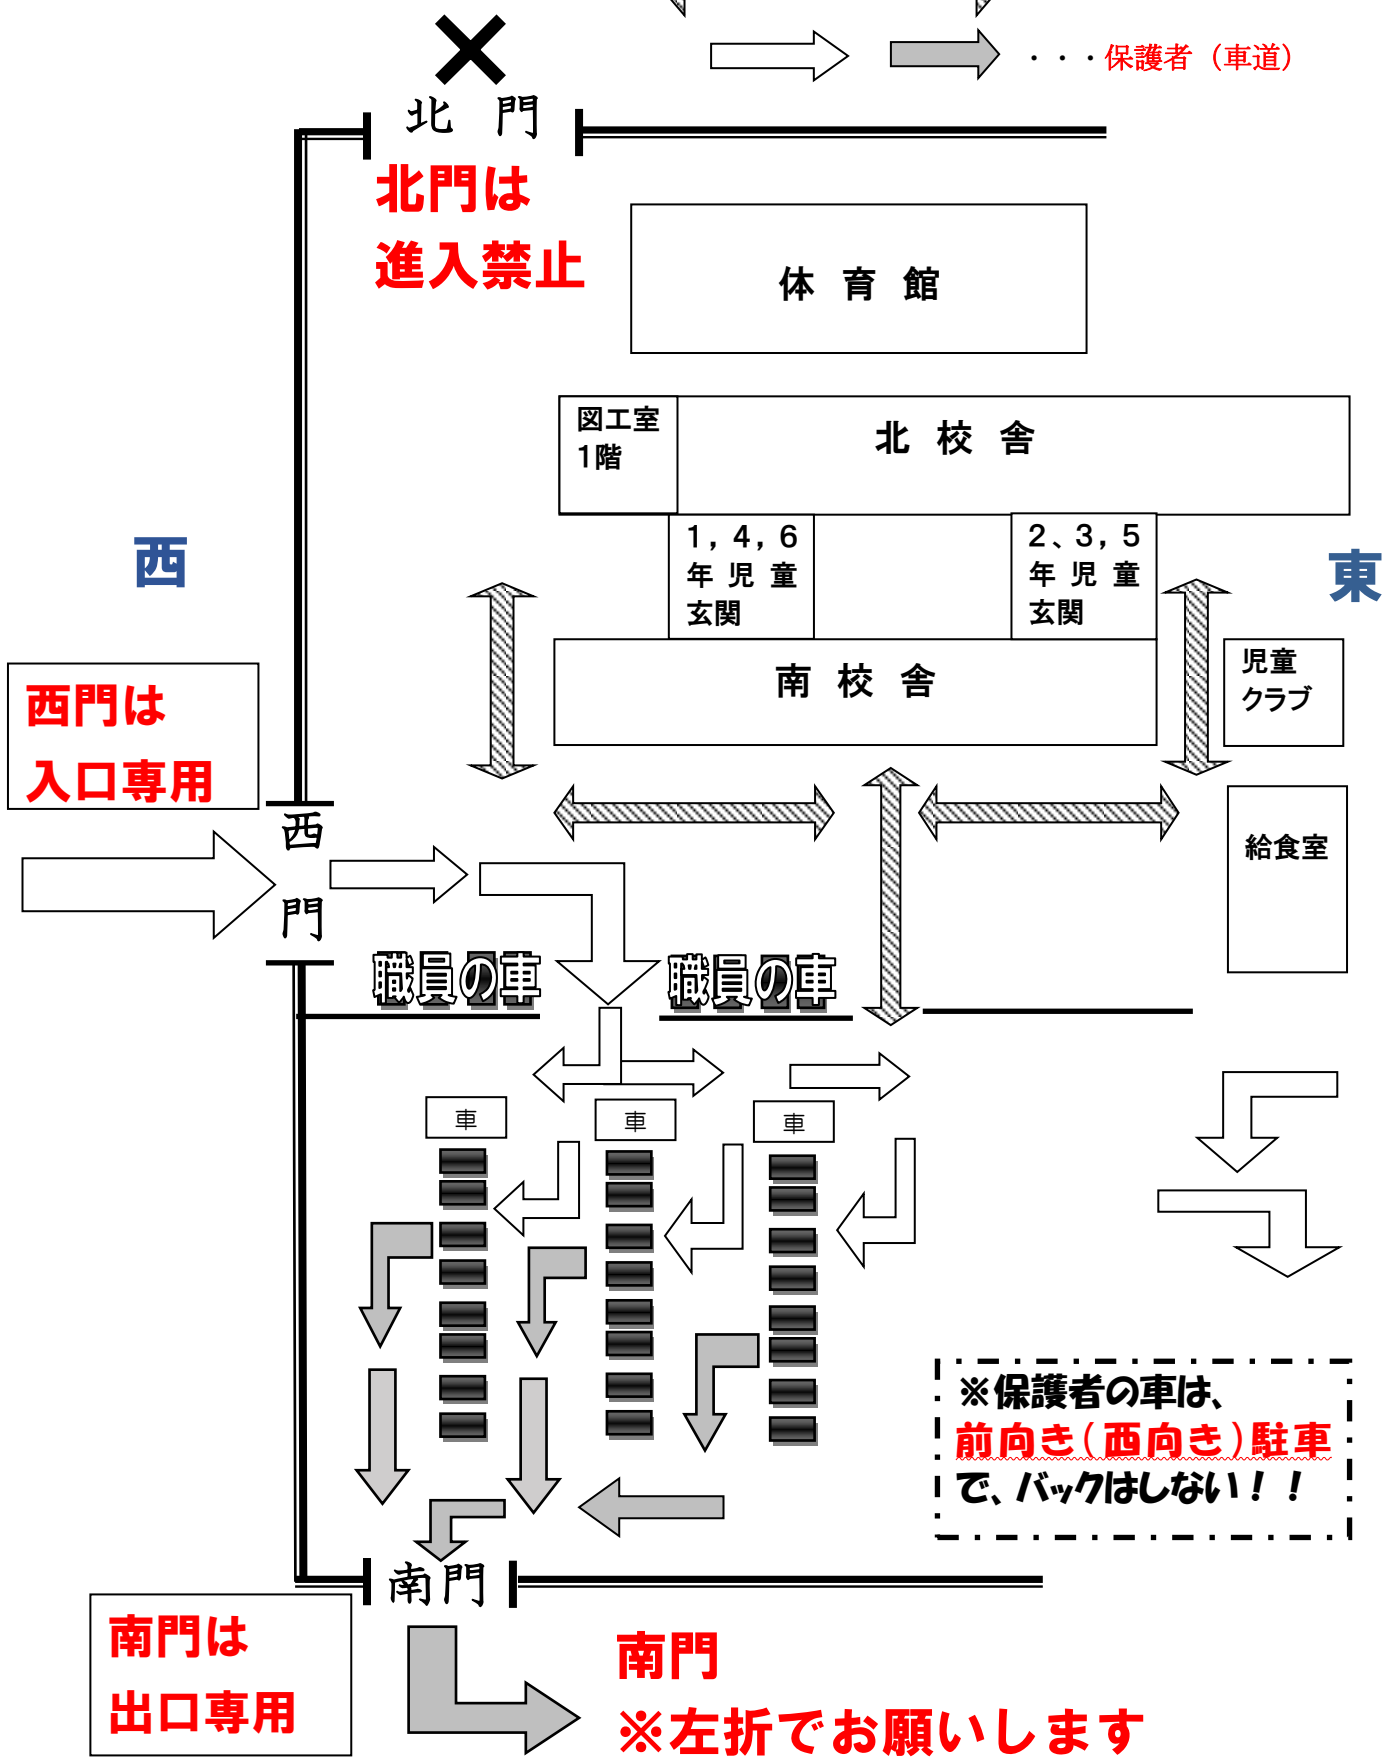 ・・・保護者（車道）
北　門
北門は
進入禁止
体　育　館
図工室
1階
北　校　舎
1，4，6
年児童
玄関
2、3，5
年児童
玄関
西
東
南　校　舎
児童
クラブ
西門は
入口専用
西
門
給食室
職員の車
職員の車
車
車
車
※保護者の車は、
前向き（西向き）駐車
で、バックはしない！！
南門
南門は
出口専用
南門
※左折でお願いします